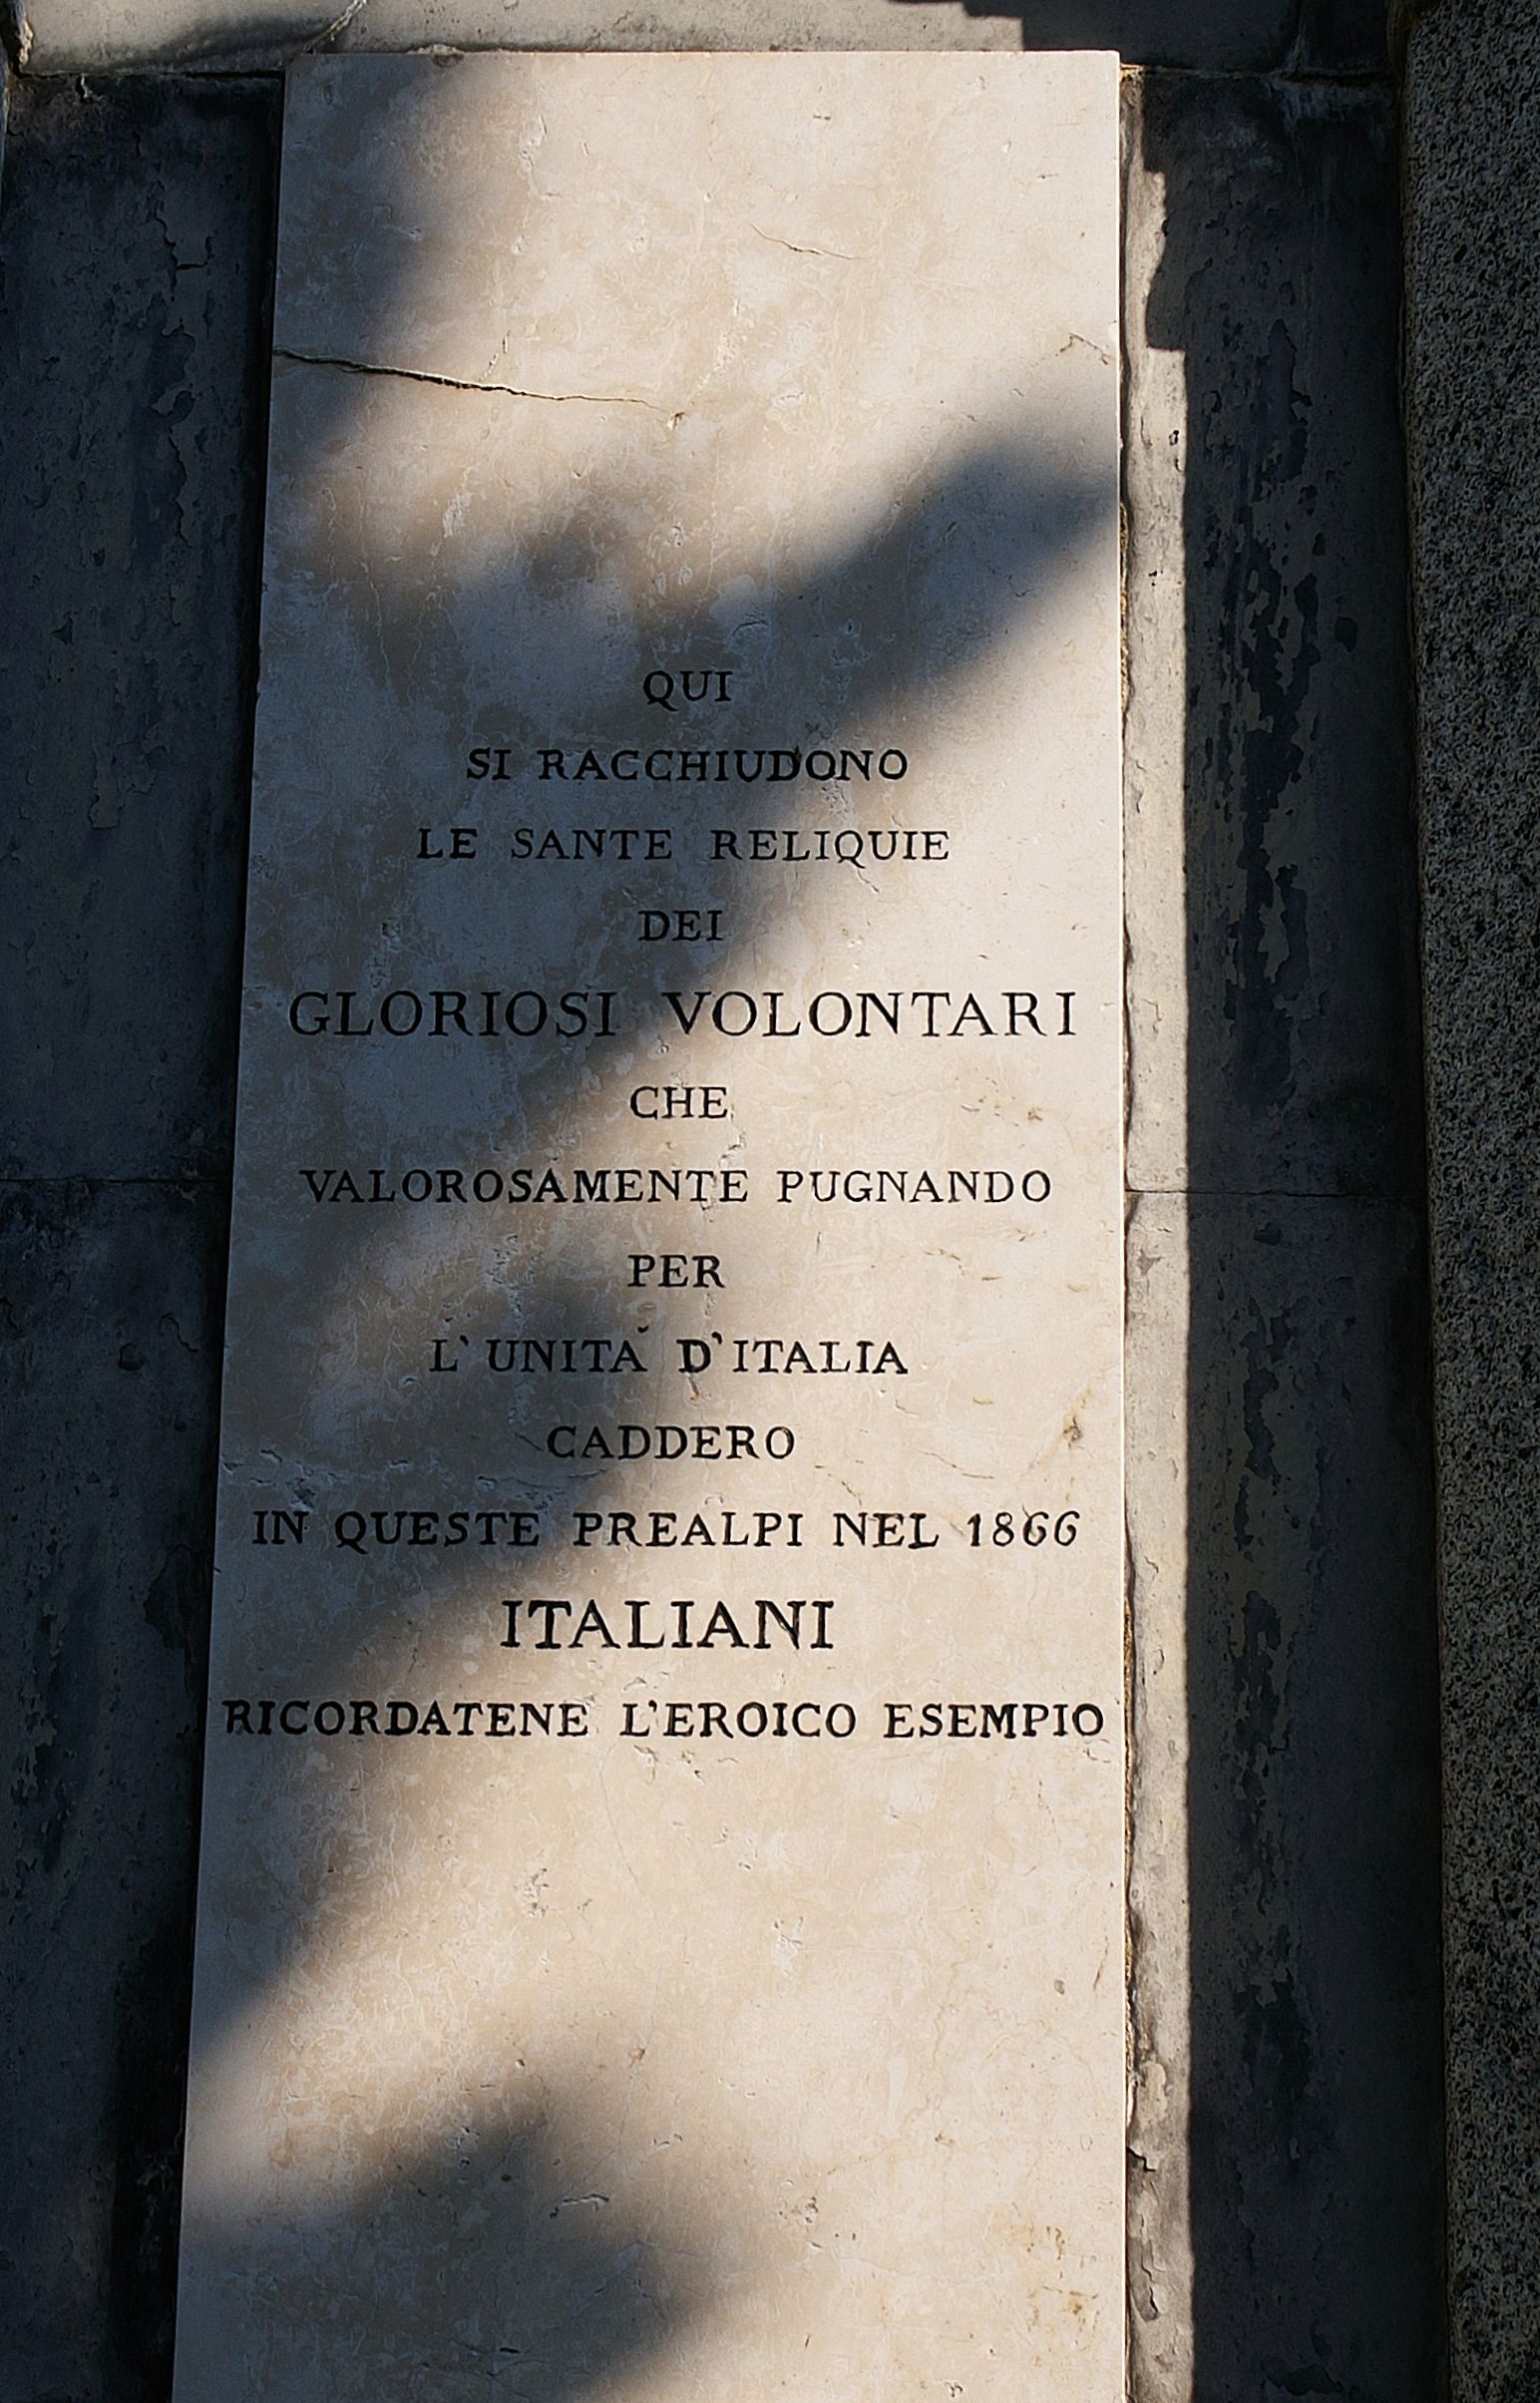 QUI
SI RACCHIUDONO
LE SANTE RELIQUIE
DEI
GLORIOSI VOLONTARI
CHE
VALOROSAMENTE PUGNANDO
PER
L'UNITÀ D'ITALIA
CADDERO
IN QUESTE PREALPI NEL 1866
ITALIANI
RICORDATENE L'EROICO ESEMPIO